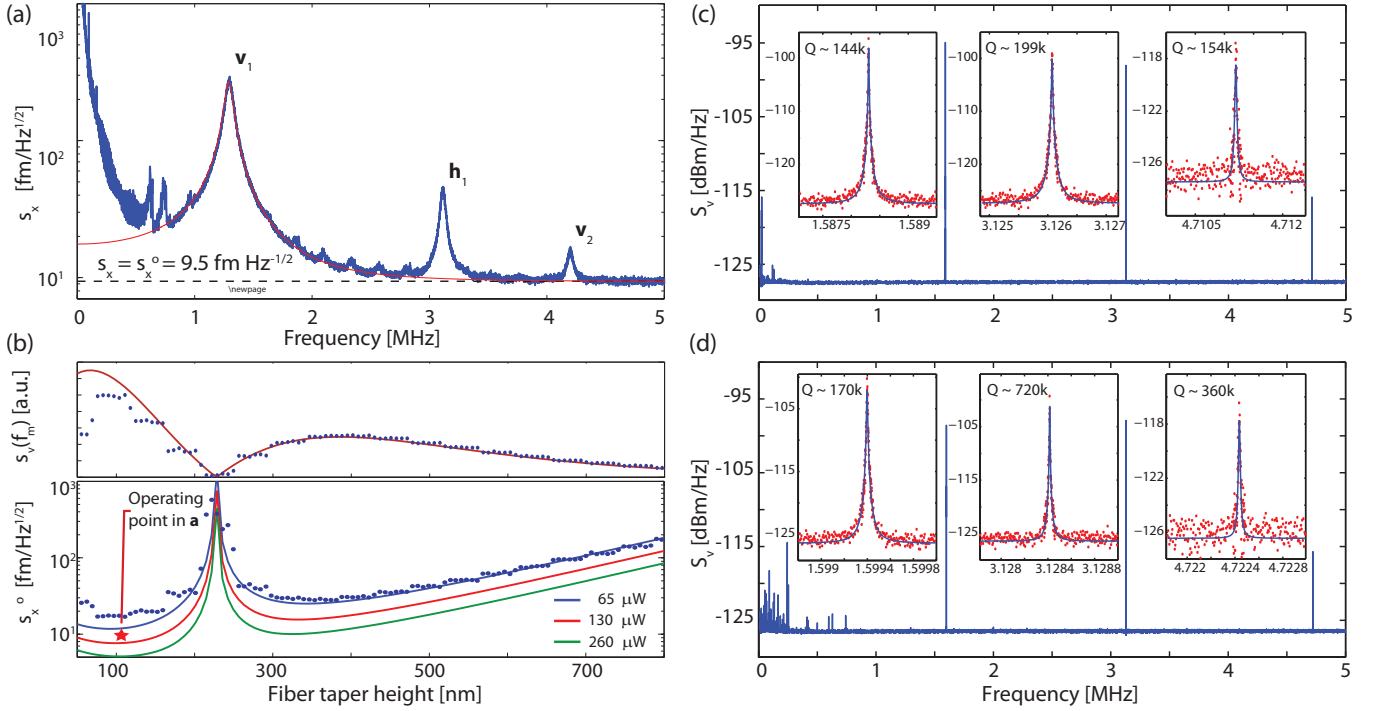 (a)
10³
10²
10¹
sₓ [fm/Hz^1/2]
v₁
h₁
v₂
sₓ = sₓ° = 9.5 fm Hz^-1/2
\newpage
0 1 2 3 4 5
Frequency [MHz]
(b)
sᵥ(fₘ) [a.u.]
10³
10²
10¹
sₓ° [fm/Hz^1/2]
Operating
point in a
65 μW
130 μW
260 μW
100 300 500 700
Fiber taper height [nm]
(c)
-95
-105
-115
-125
Sᵥ [dBm/Hz]
Q ~ 144k
−100
−110
−120
1.5875 1.589
Q ~ 199k
−100
−110
−120
3.125 3.126 3.127
Q ~ 154k
−118
−122
−126
4.7105 4.712
0 1 2 3 4 5
(d)
-95
-105
-115
-125
Sᵥ [dBm/Hz]
Q ~ 170k
−105
−115
−125
1.599 1.5994 1.5998
Q ~ 720k
−105
−115
−125
3.128 3.1284 3.1288
Q ~ 360k
−118
−122
−126
4.722 4.7224 4.7228
0 1 2 3 4 5
Frequency [MHz]